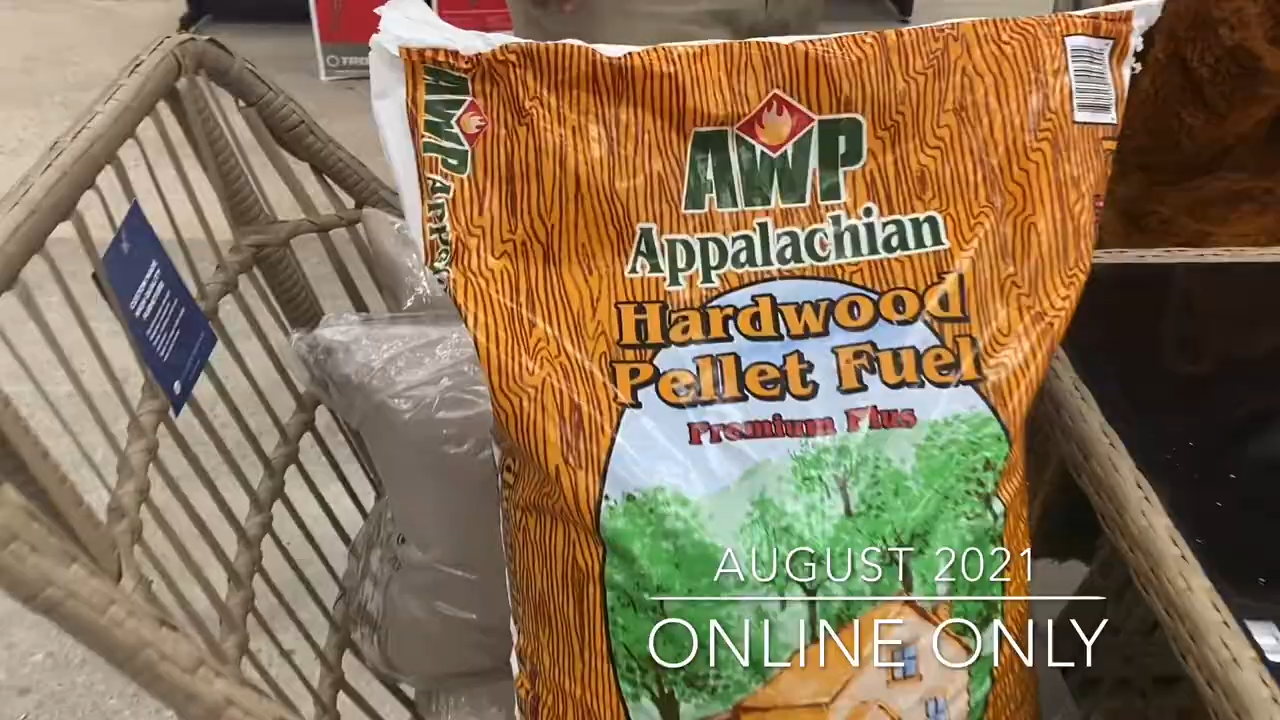 AWP
Appalachian
Hardwood
Pellet Fuel
Premium Plus
AUGUST 2021
ONLINE ONLY
AWP